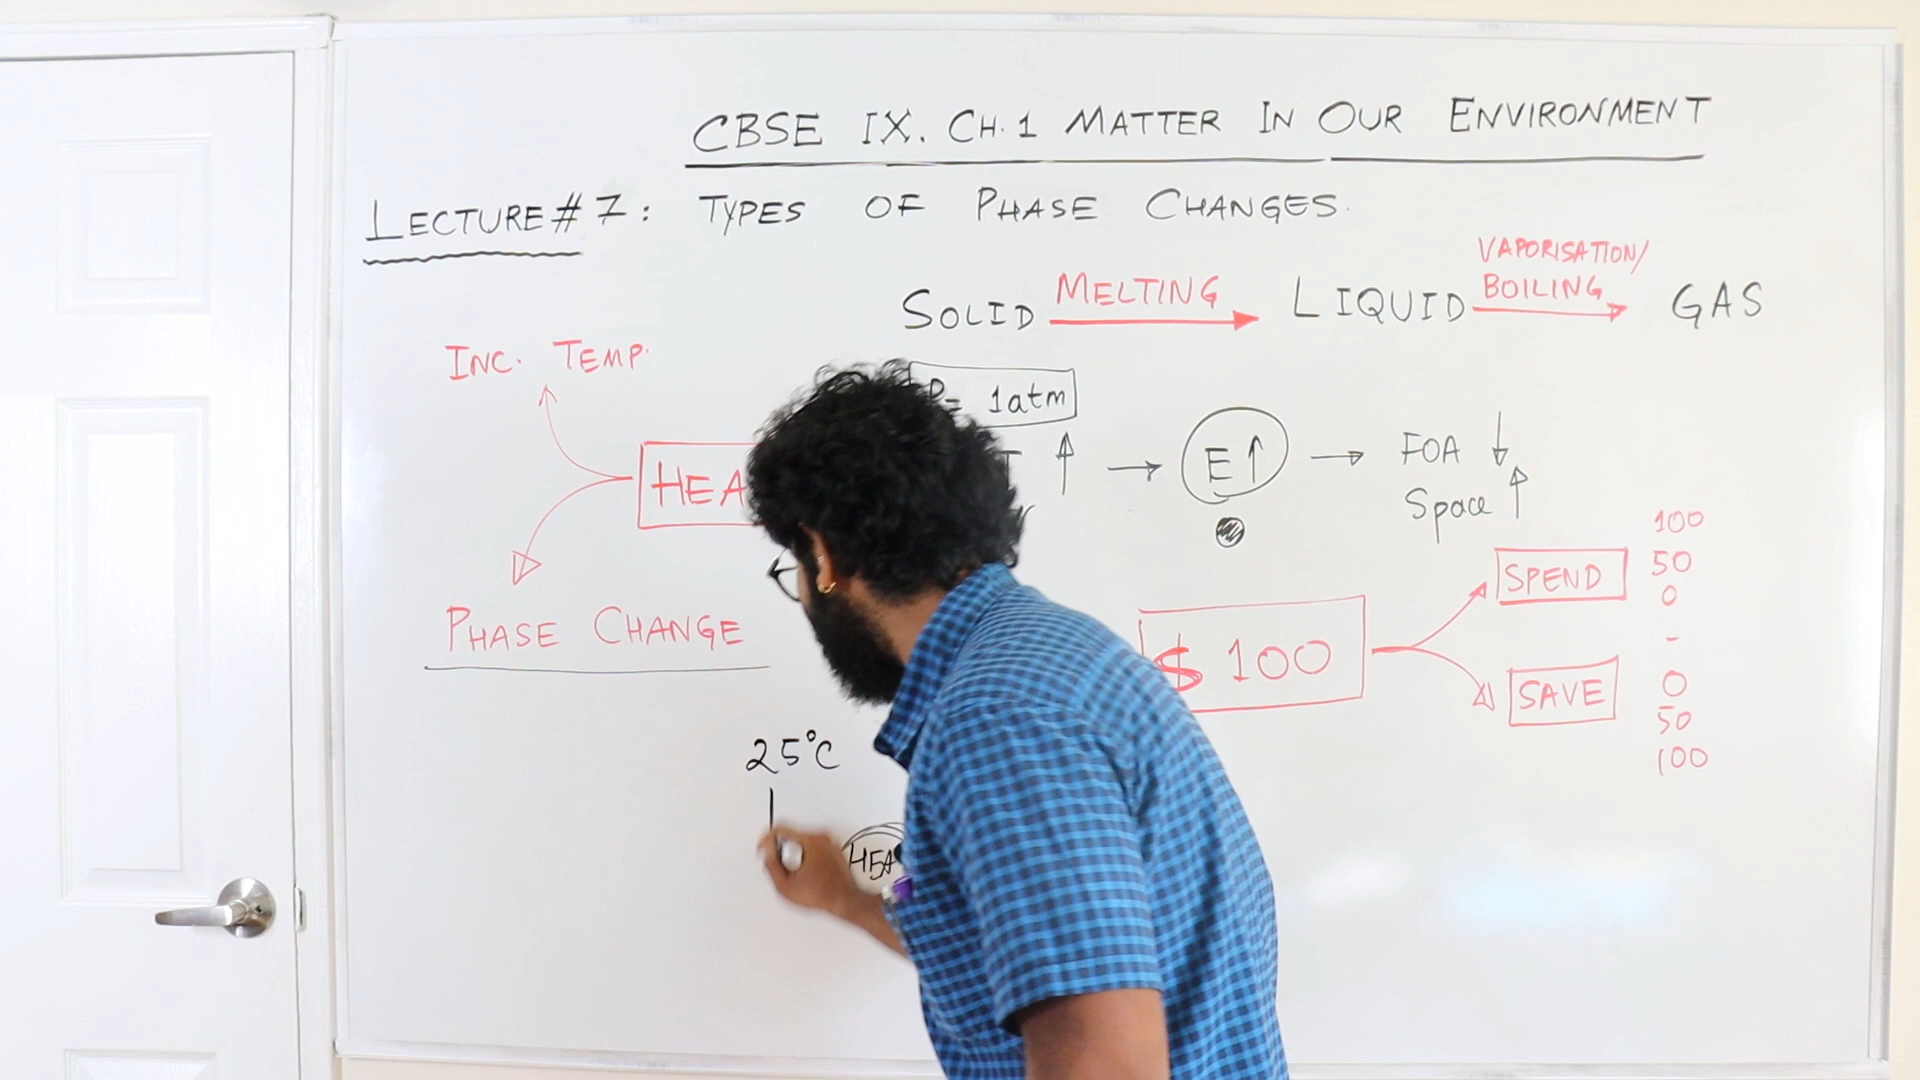 CBSE IX. CH. 1 MATTER IN OUR ENVIRONMENT
LECTURE # 7 : TYPES OF PHASE CHANGES.
SOLID MELTING LIQUID VAPORISATION/ BOILING GAS
INC. TEMP.
P= 1atm
HEA
E↑ → FOA ↓
Space ↑
PHASE CHANGE
$ 100
SPEND
SAVE
100
50
0
-
0
50
100
25°C
HEA